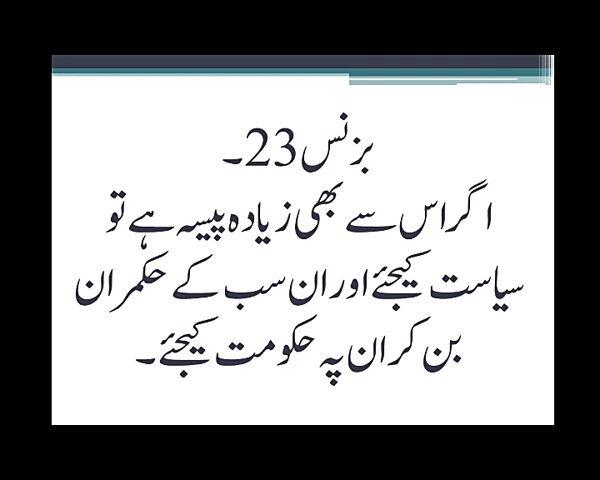 بزنس 23۔
اگر اس سے بھی زیادہ پیسہ ہے تو
سیاست کیجئے اور ان سب کے حکمران
بن کر ان پہ حکومت کیجئے۔